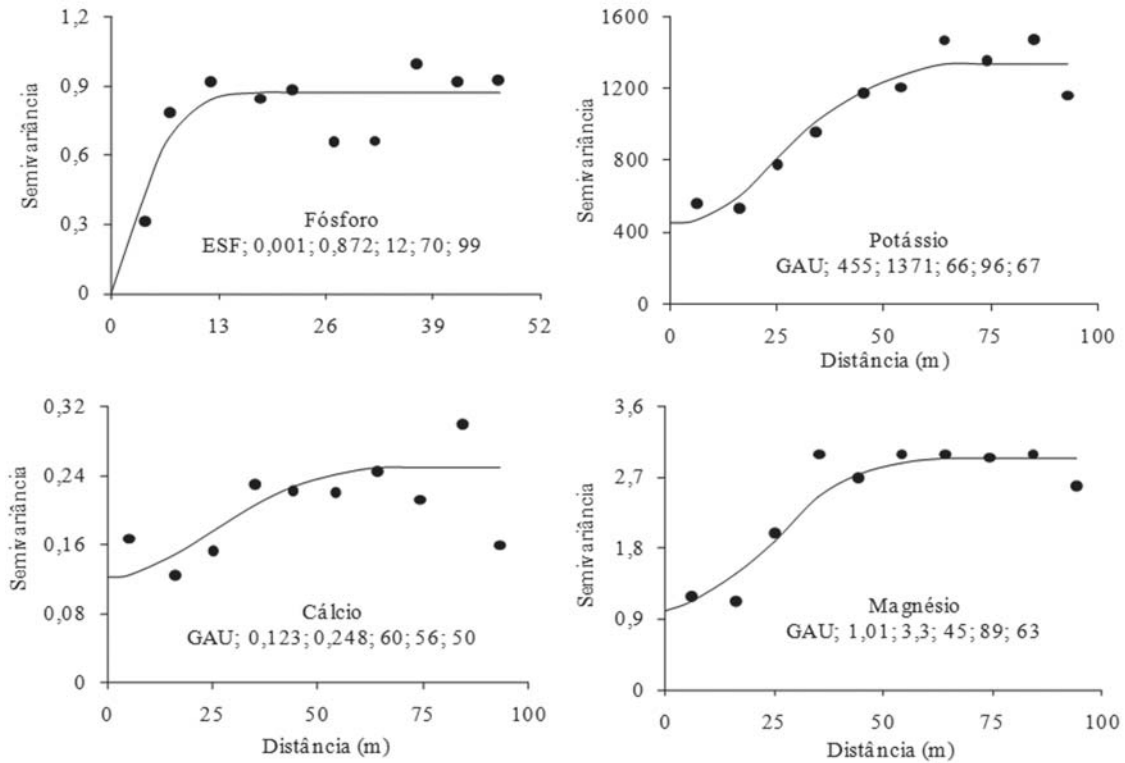 1,2
0,9
0,6
0,3
0
Semivariância
Fósforo
ESF; 0,001; 0,872; 12; 70; 99
0 13 26 39 52
1600
1200
800
400
0
Semivariância
Potássio
GAU; 455; 1371; 66; 96; 67
0 25 50 75 100
Distância (m)
0,32
0,24
0,16
0,08
0
Semivariância
Cálcio
GAU; 0,123; 0,248; 60; 56; 50
0 25 50 75 100
Distância (m)
3,6
2,7
1,8
0,9
0
Semivariância
Magnésio
GAU; 1,01; 3,3; 45; 89; 63
0 25 50 75 100
Distância (m)